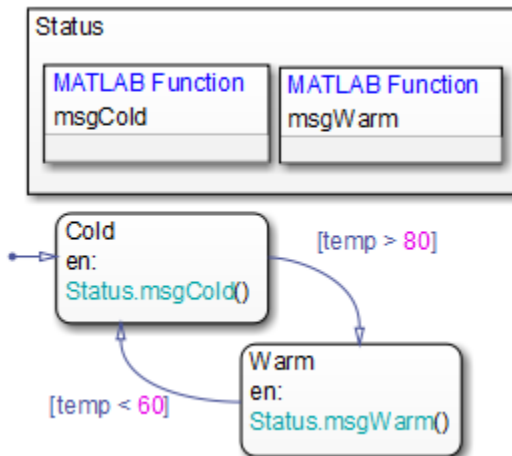 Status
MATLAB Function
msgCold
MATLAB Function
msgWarm
Cold
en:
Status.msgCold()
[temp > 80]
Warm
en:
Status.msgWarm()
[temp < 60]